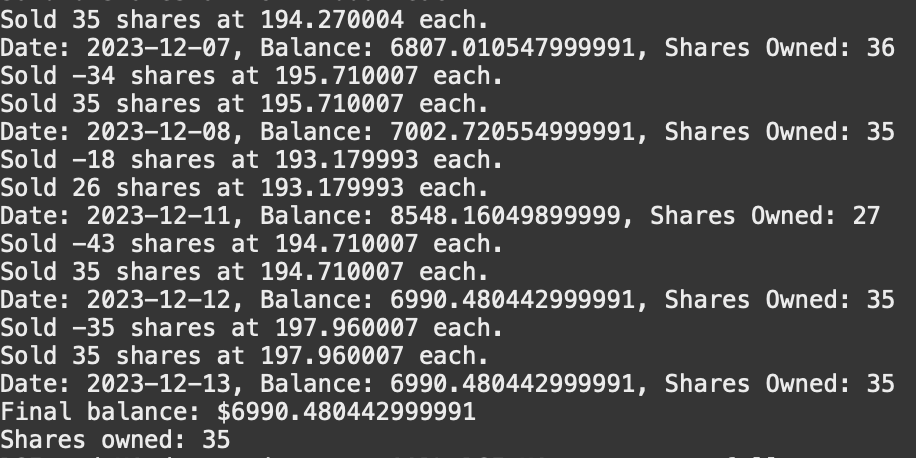 Sold 35 shares at 194.270004 each.
Date: 2023-12-07, Balance: 6807.010547999991, Shares Owned: 36
Sold -34 shares at 195.710007 each.
Sold 35 shares at 195.710007 each.
Date: 2023-12-08, Balance: 7002.720554999991, Shares Owned: 35
Sold -18 shares at 193.179993 each.
Sold 26 shares at 193.179993 each.
Date: 2023-12-11, Balance: 8548.16049899999, Shares Owned: 27
Sold -43 shares at 194.710007 each.
Sold 35 shares at 194.710007 each.
Date: 2023-12-12, Balance: 6990.480442999991, Shares Owned: 35
Sold -35 shares at 197.960007 each.
Sold 35 shares at 197.960007 each.
Date: 2023-12-13, Balance: 6990.480442999991, Shares Owned: 35
Final balance: $6990.480442999991
Shares owned: 35